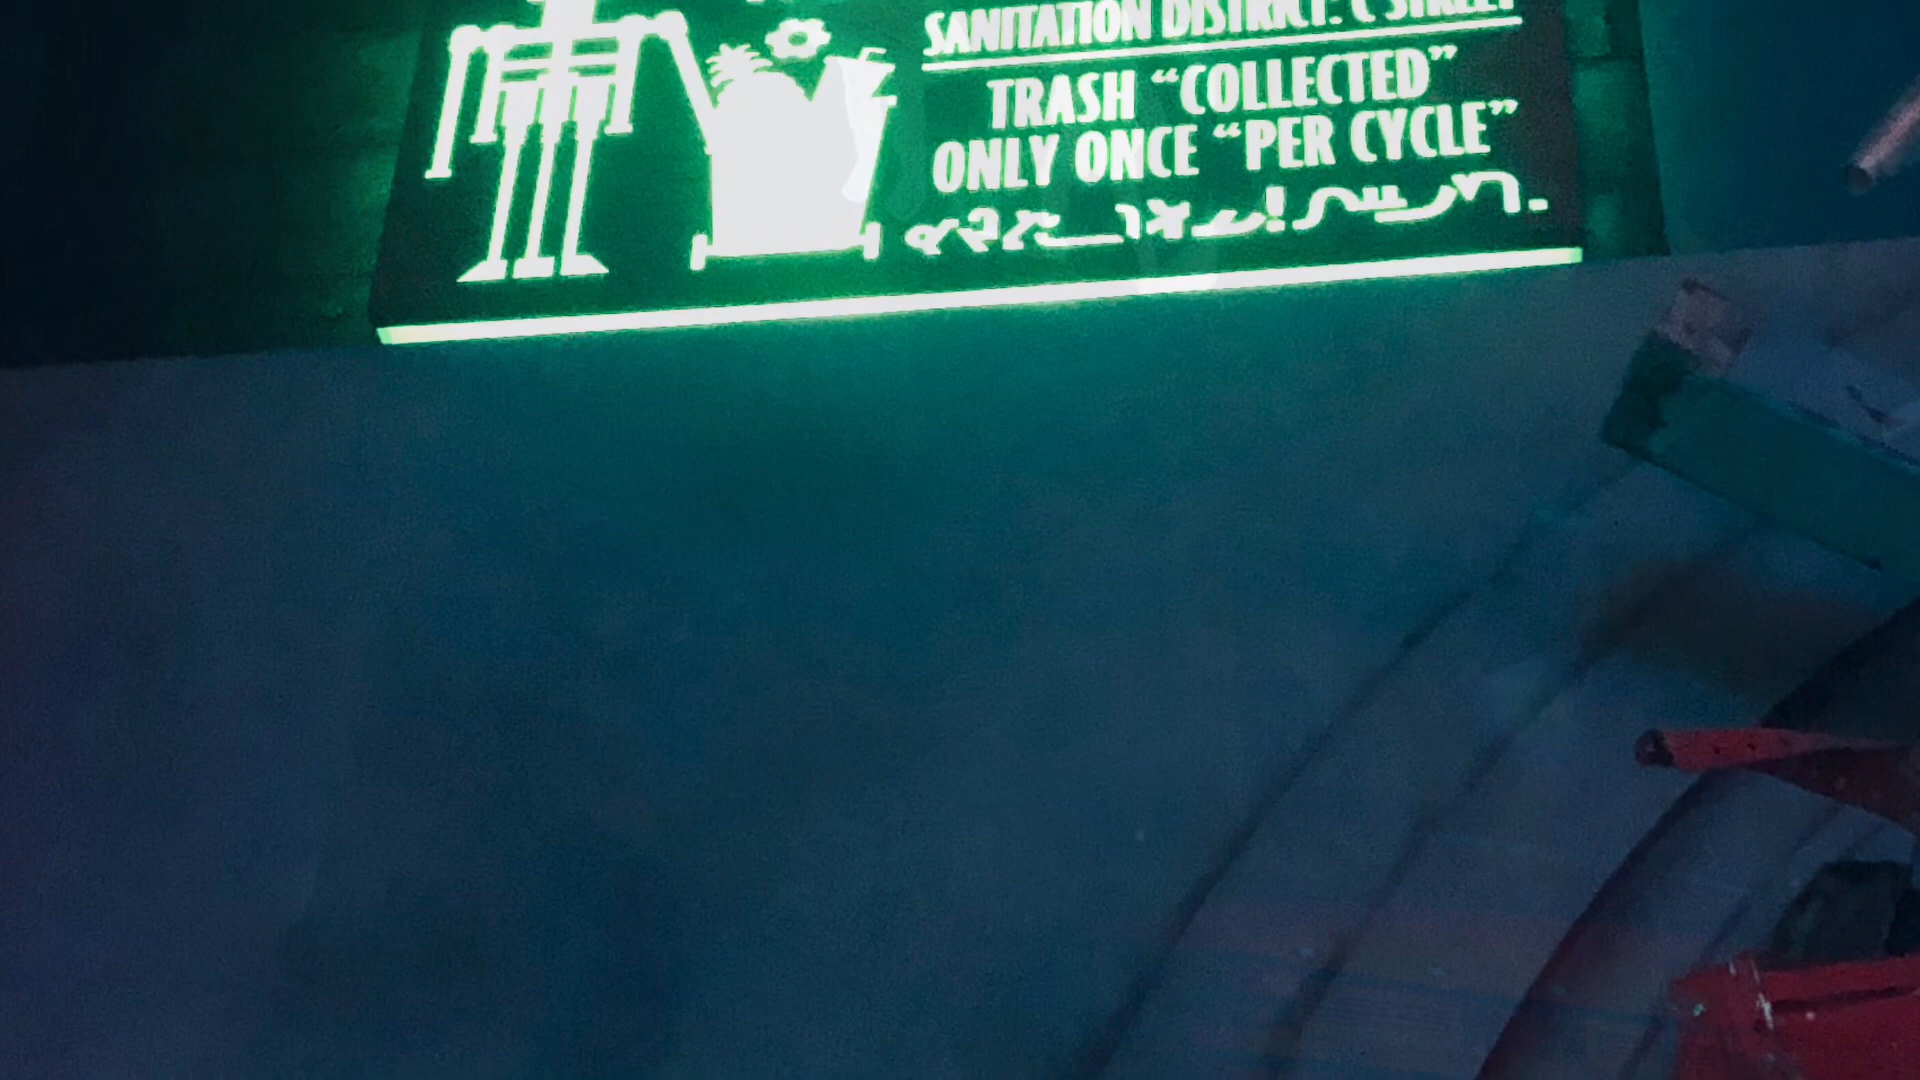 SANITATION DISTRICT: C STREET
TRASH “COLLECTED”
ONLY ONCE “PER CYCLE”